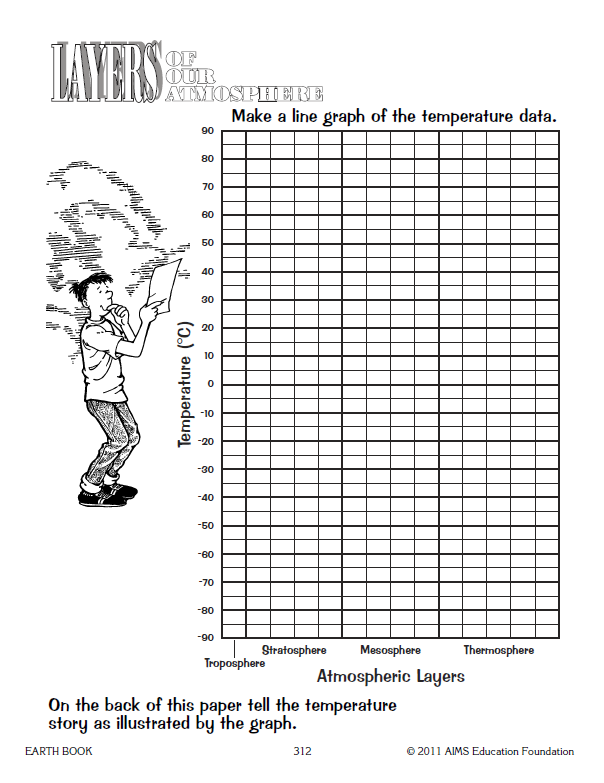 LAYERS OF
OUR
ATMOSPHERE
Make a line graph of the temperature data.
90
80
70
60
50
40
30
20
10
0
-10
-20
-30
-40
-50
-60
-70
-80
-90
Temperature (°C)
Troposphere
Stratosphere
Mesosphere
Thermosphere
Atmospheric Layers
On the back of this paper tell the temperature
story as illustrated by the graph.
EARTH BOOK
312
© 2011 AIMS Education Foundation